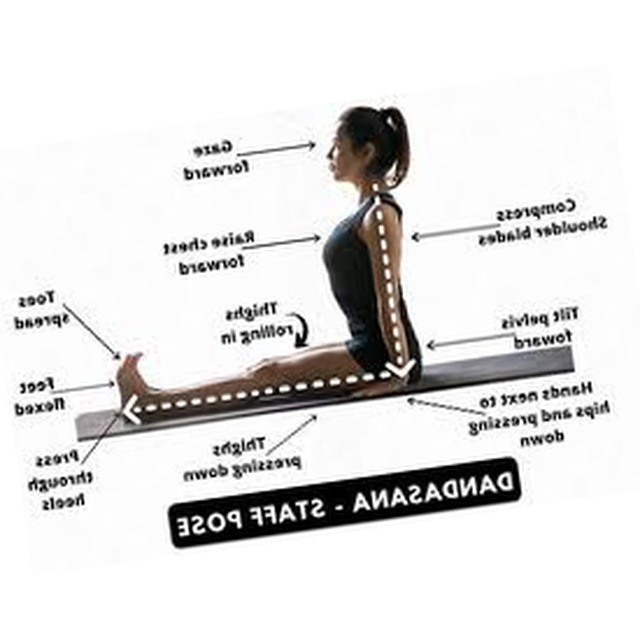 Gaze
forward
Raise chest
forward
Compress
Shoulder blades
Toes
spread
Thighs
rolling in
Tilt pelvis
foward
Feet
flexed
Hands next to
hips and pressing
down
Press
through
heels
Thighs
pressing down
DANDASANA - STAFF POSE